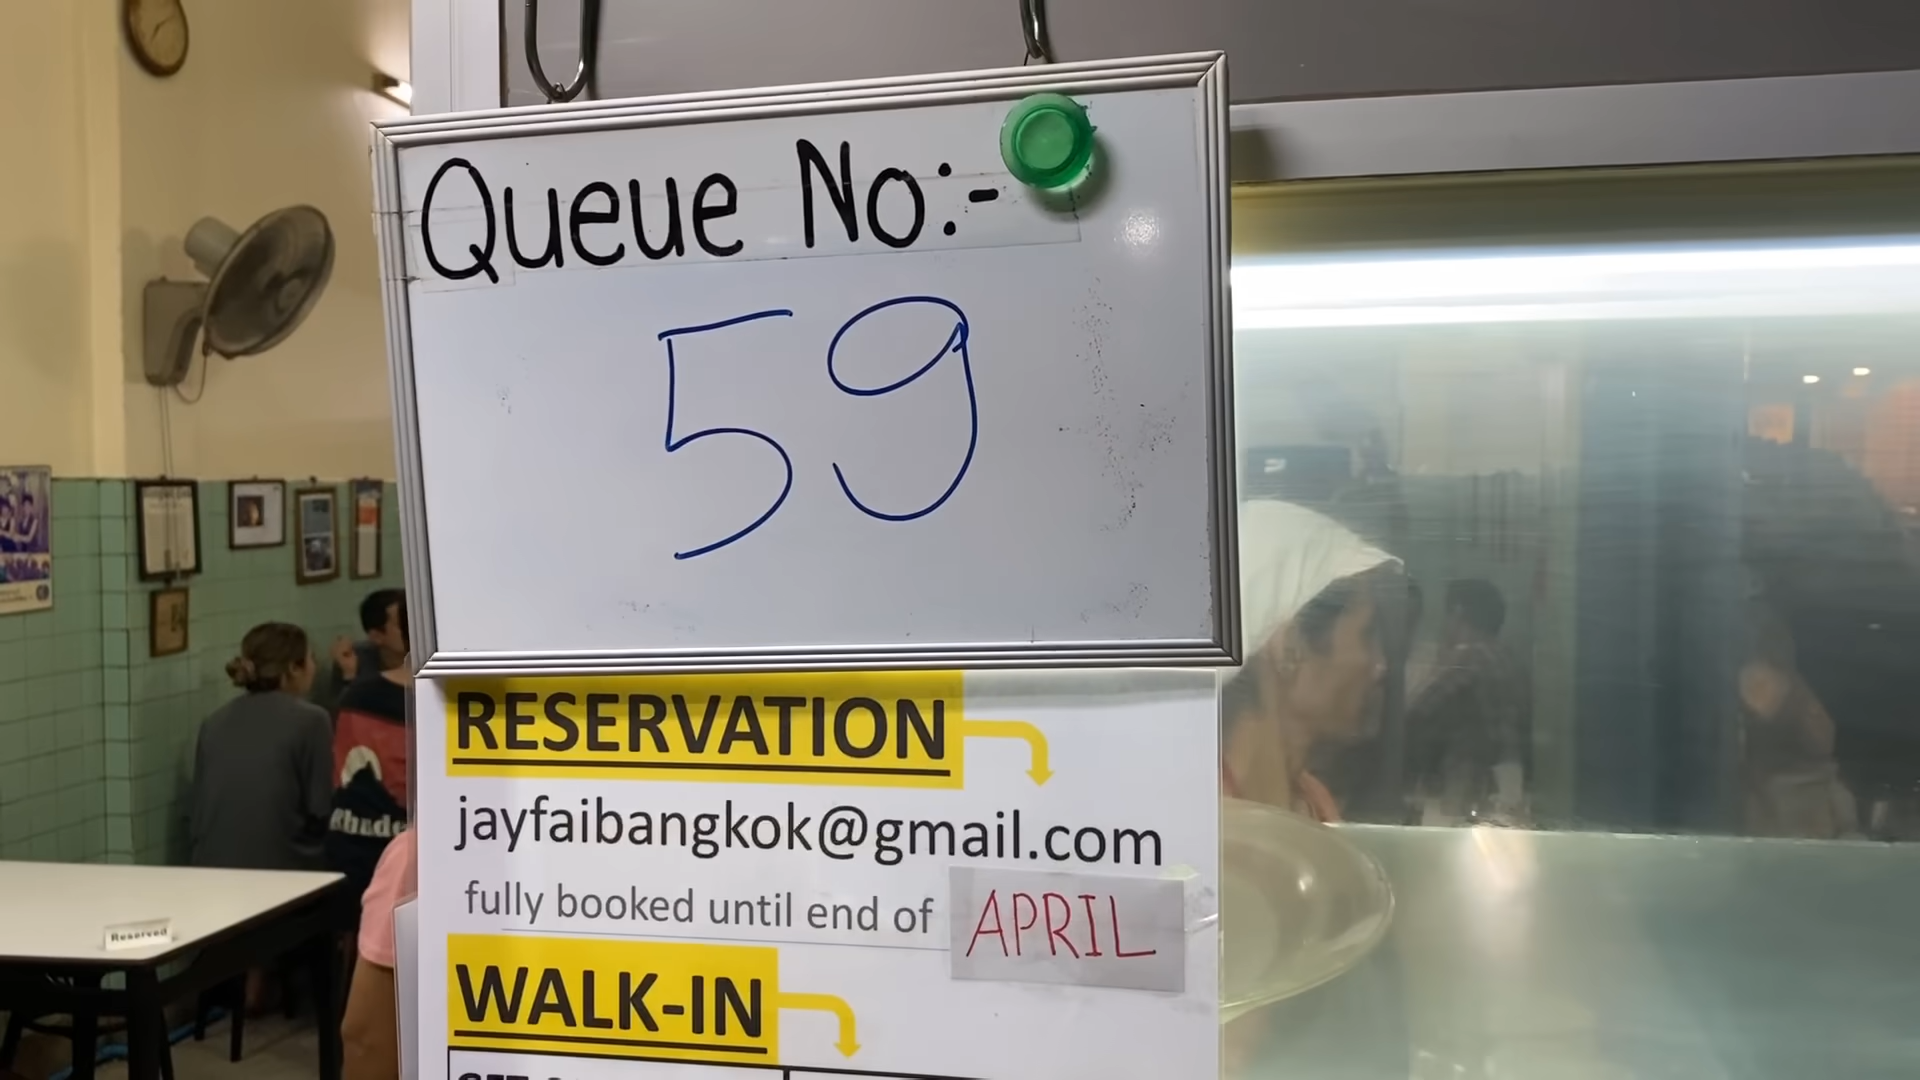 Queue No:-
59
RESERVATION
jayfaibangkok@gmail.com
fully booked until end of APRIL
WALK-IN
Reserved